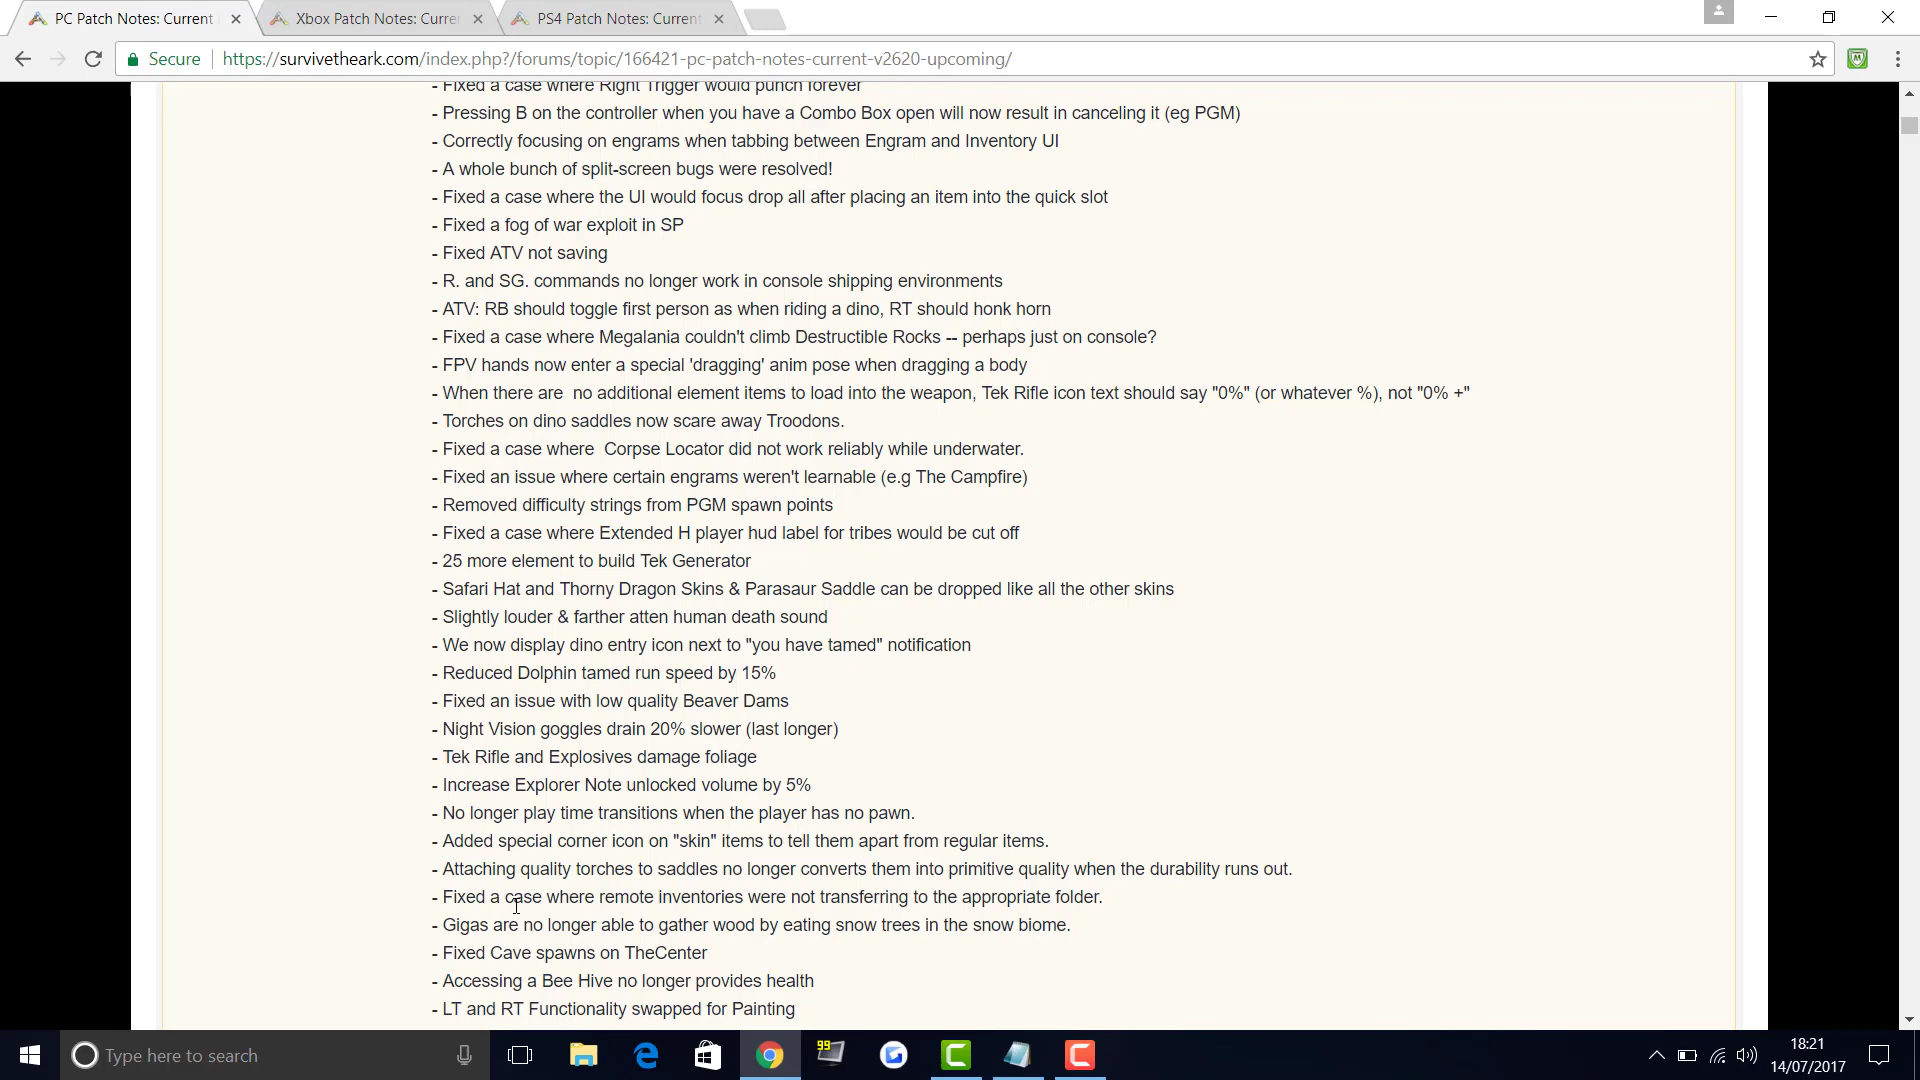 PC Patch Notes: Current
Xbox Patch Notes: Curre
PS4 Patch Notes: Current
Secure
https://survivetheark.com/index.php?/forums/topic/166421-pc-patch-notes-current-v2620-upcoming/
- Fixed a case where Right Trigger would punch forever
- Pressing B on the controller when you have a Combo Box open will now result in canceling it (eg PGM)
- Correctly focusing on engrams when tabbing between Engram and Inventory UI
- A whole bunch of split-screen bugs were resolved!
- Fixed a case where the UI would focus drop all after placing an item into the quick slot
- Fixed a fog of war exploit in SP
- Fixed ATV not saving
- R. and SG. commands no longer work in console shipping environments
- ATV: RB should toggle first person as when riding a dino, RT should honk horn
- Fixed a case where Megalania couldn't climb Destructible Rocks -- perhaps just on console?
- FPV hands now enter a special 'dragging' anim pose when dragging a body
- When there are  no additional element items to load into the weapon, Tek Rifle icon text should say "0%" (or whatever %), not "0% +"
- Torches on dino saddles now scare away Troodons.
- Fixed a case where  Corpse Locator did not work reliably while underwater.
- Fixed an issue where certain engrams weren't learnable (e.g The Campfire)
- Removed difficulty strings from PGM spawn points
- Fixed a case where Extended H player hud label for tribes would be cut off
- 25 more element to build Tek Generator
- Safari Hat and Thorny Dragon Skins & Parasaur Saddle can be dropped like all the other skins
- Slightly louder & farther atten human death sound
- We now display dino entry icon next to "you have tamed" notification
- Reduced Dolphin tamed run speed by 15%
- Fixed an issue with low quality Beaver Dams
- Night Vision goggles drain 20% slower (last longer)
- Tek Rifle and Explosives damage foliage
- Increase Explorer Note unlocked volume by 5%
- No longer play time transitions when the player has no pawn.
- Added special corner icon on "skin" items to tell them apart from regular items.
- Attaching quality torches to saddles no longer converts them into primitive quality when the durability runs out.
- Fixed a case where remote inventories were not transferring to the appropriate folder.
- Gigas are no longer able to gather wood by eating snow trees in the snow biome.
- Fixed Cave spawns on TheCenter
- Accessing a Bee Hive no longer provides health
- LT and RT Functionality swapped for Painting
Type here to search
99
18:21
14/07/2017